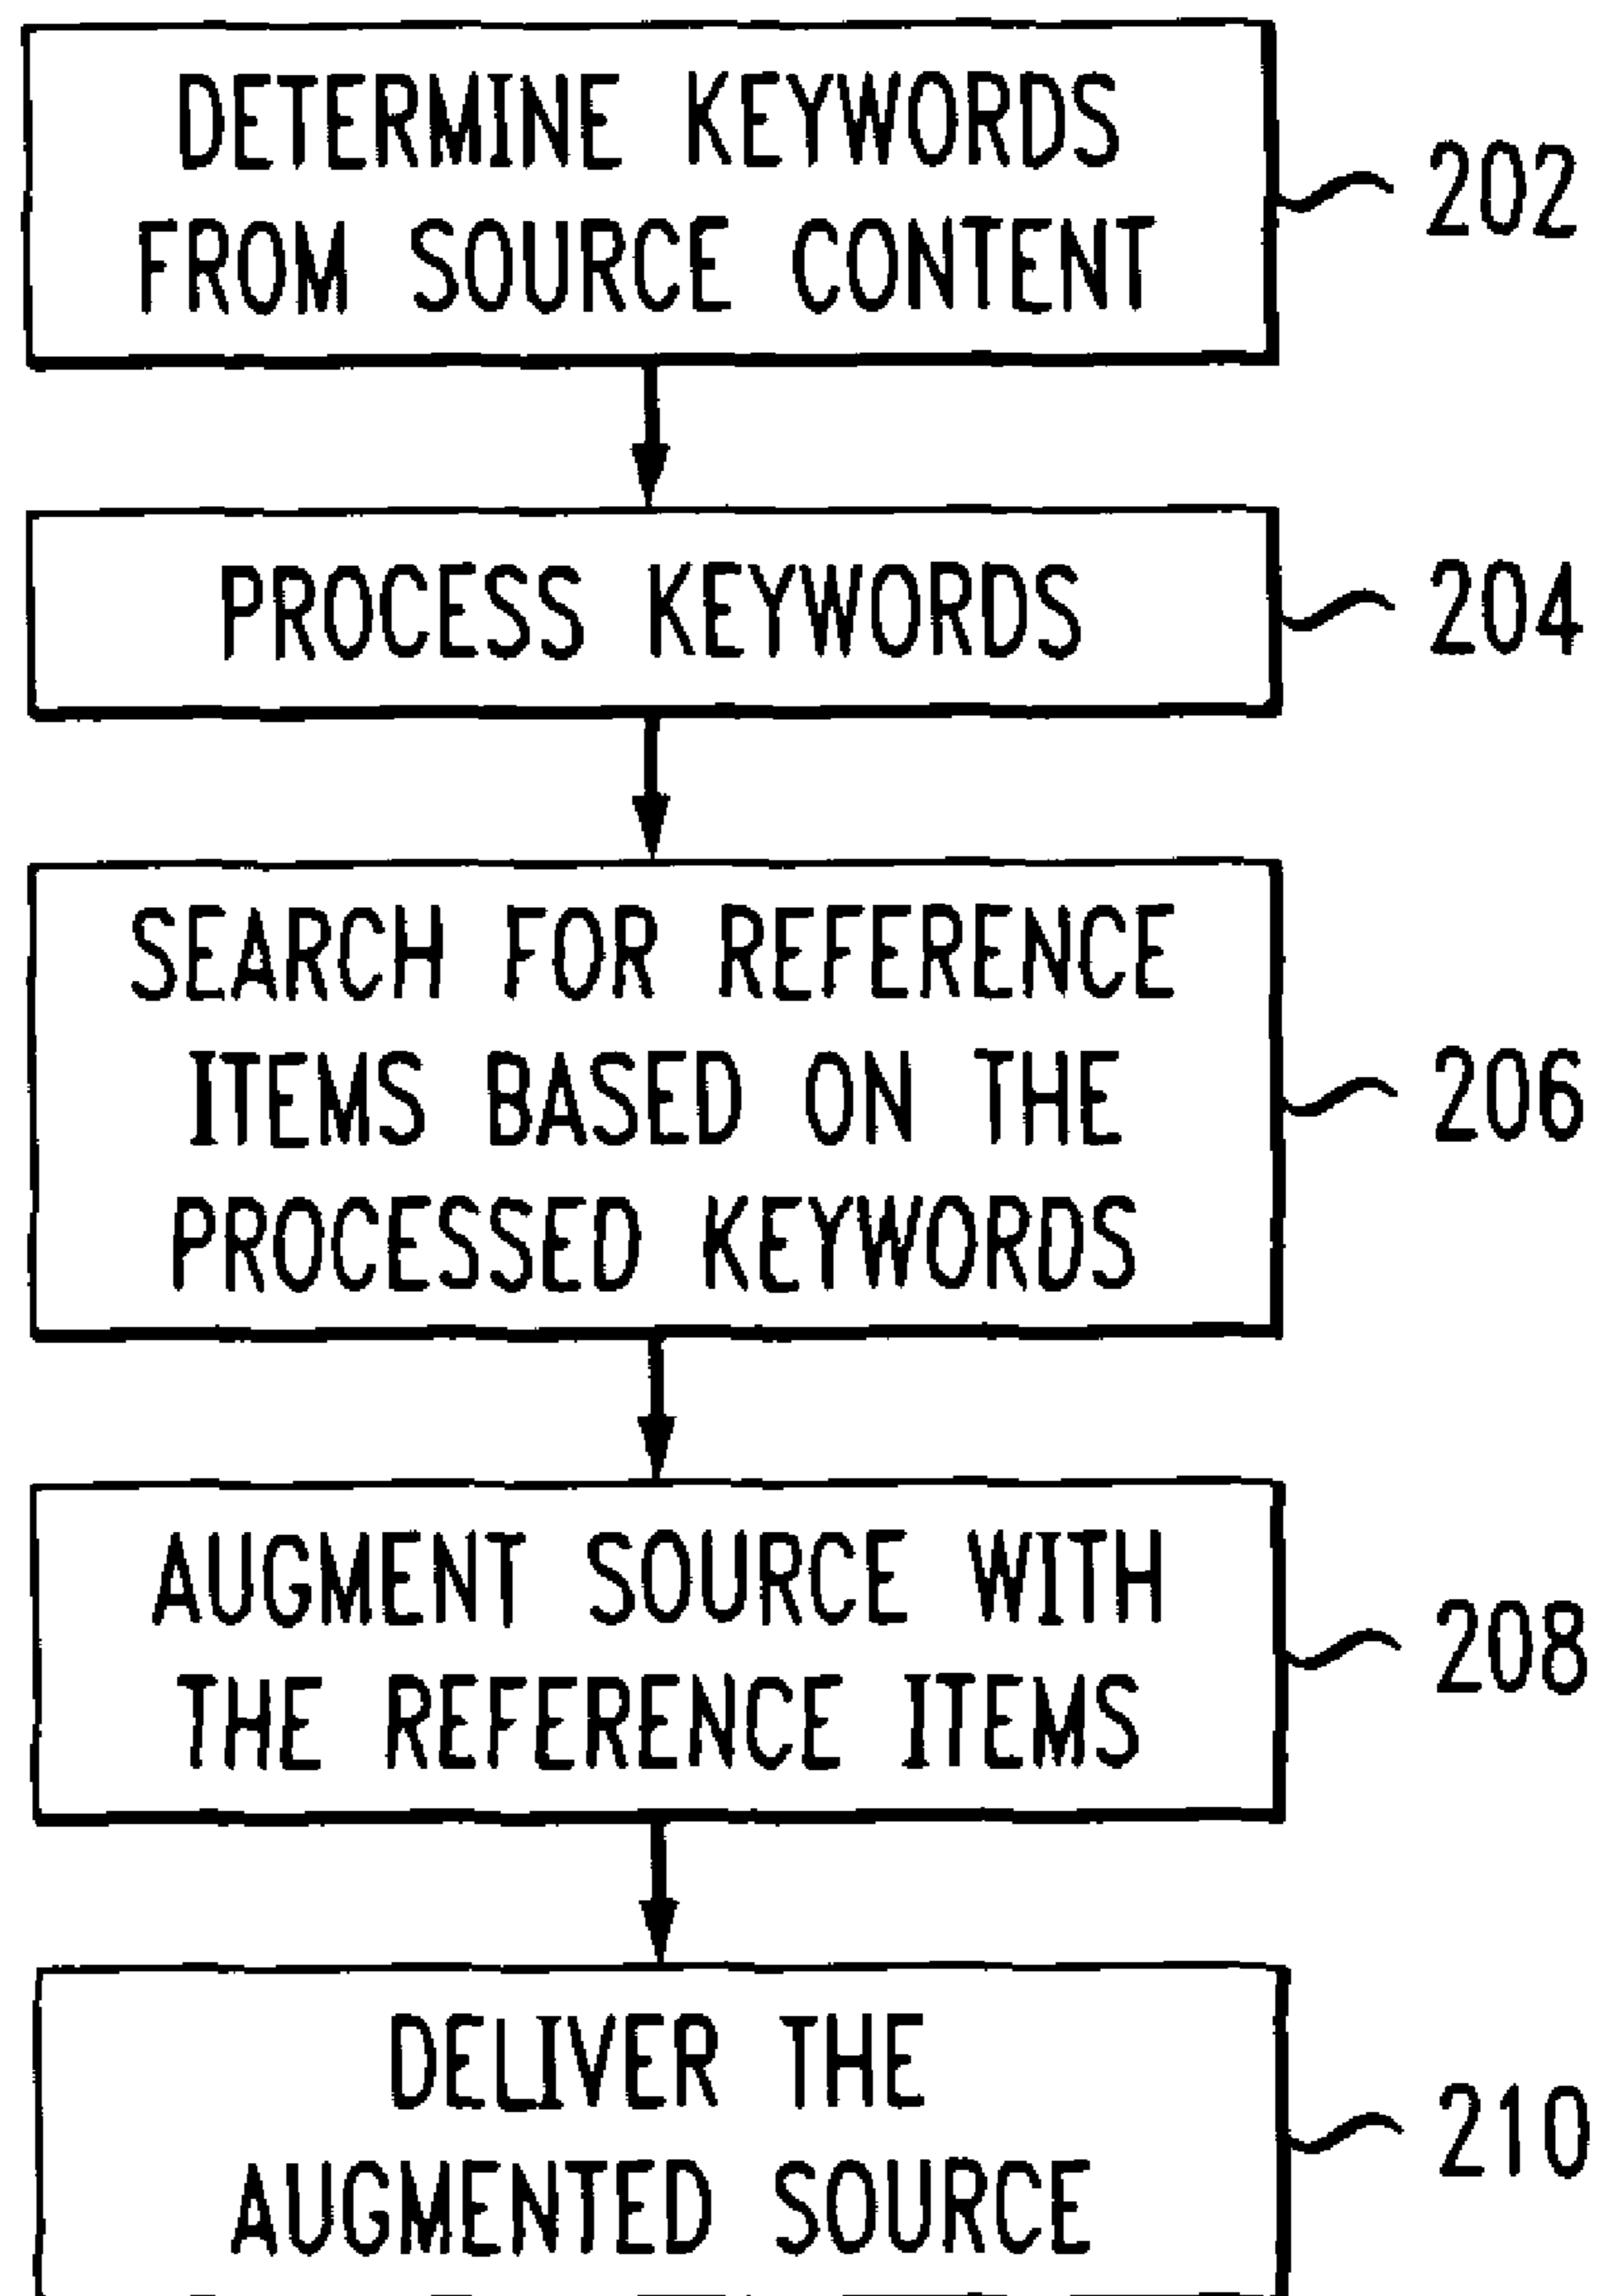 DETERMINE KEYWORDS
FROM SOURCE CONTENT
202
PROCESS KEYWORDS
204
SEARCH FOR REFERENCE
ITEMS BASED ON THE
PROCESSED KEYWORDS
206
AUGMENT SOURCE WITH
THE REFERENCE ITEMS
208
DELIVER THE
AUGMENTED SOURCE
210